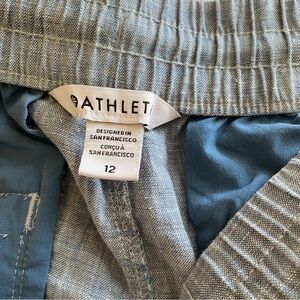 ATHLET
DESIGNED IN
SAN FRANCISCO
CONÇU À
SAN FRANCISCO
12